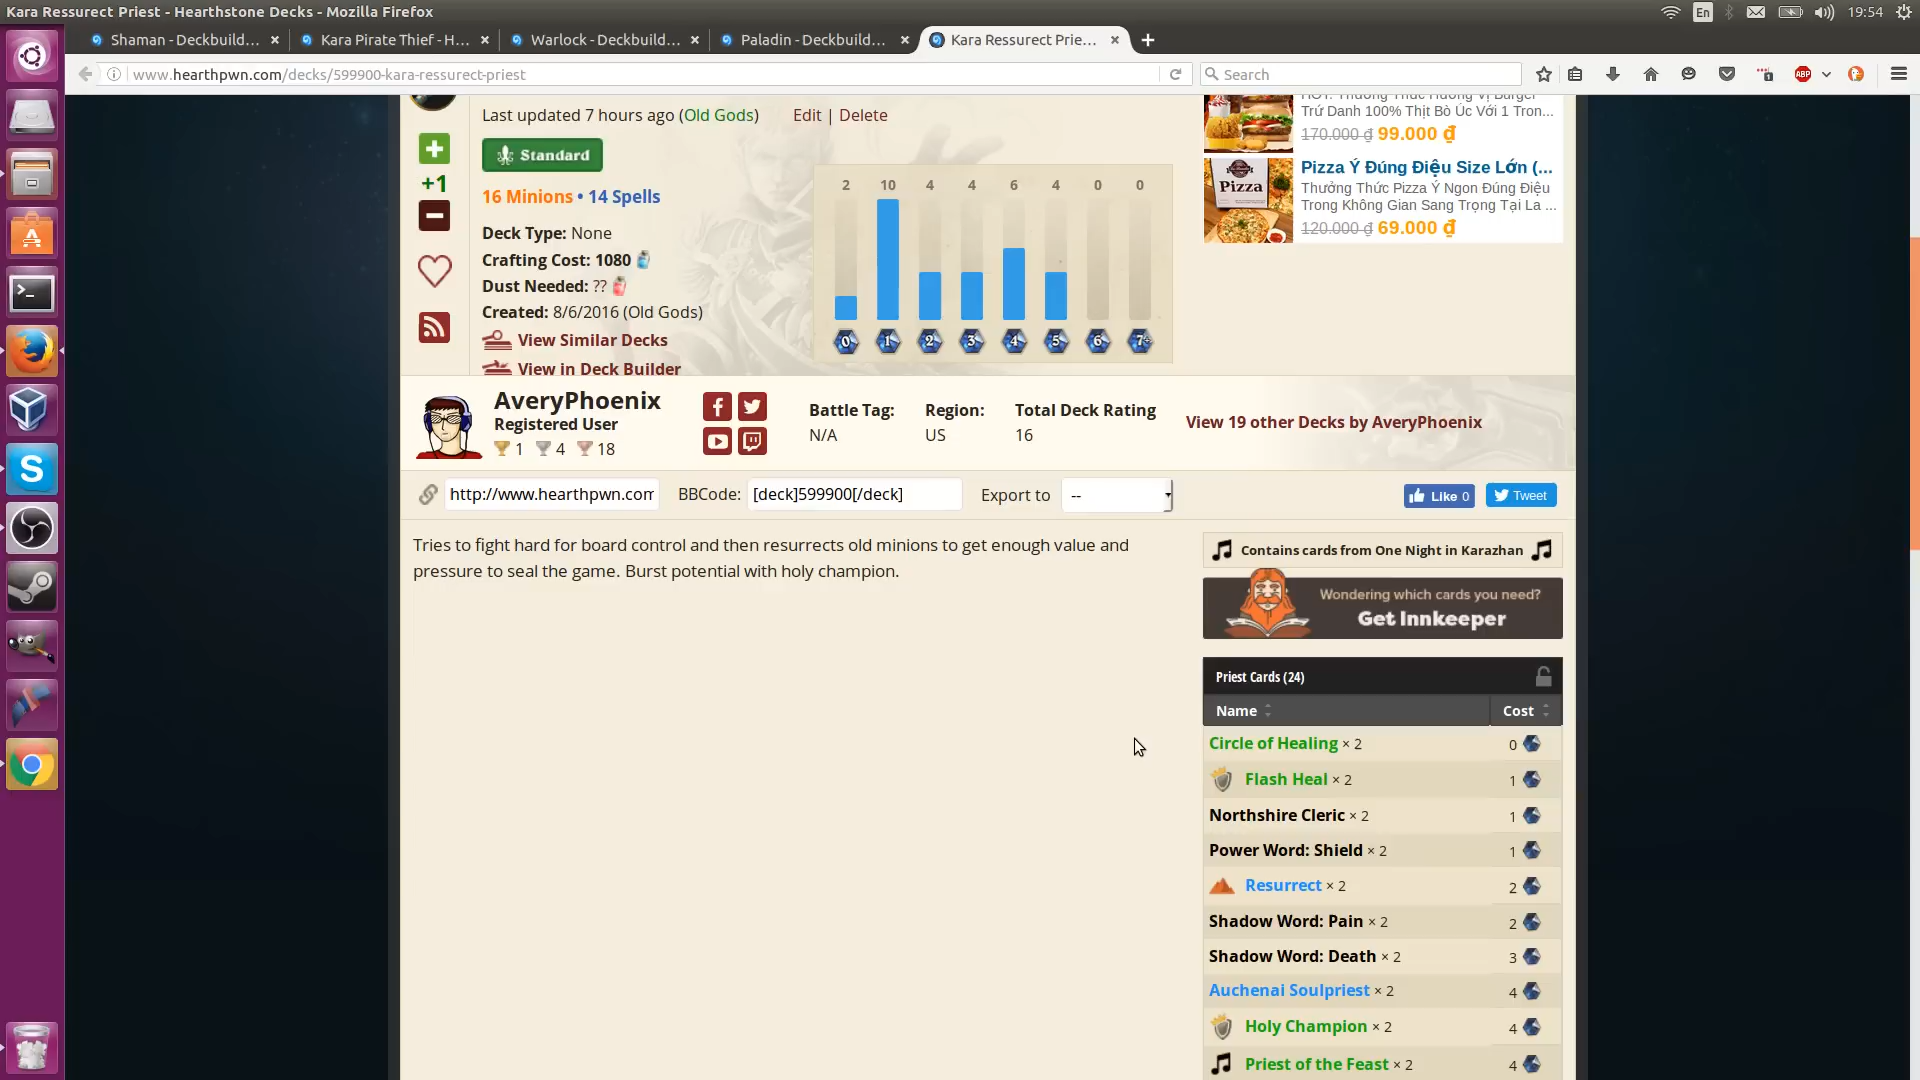 Kara Ressurect Priest - Hearthstone Decks - Mozilla Firefox
En
19:54
Shaman - Deckbuild...
Kara Pirate Thief - H...
Warlock - Deckbuild...
Paladin - Deckbuild...
Kara Ressurect Prie...
www.hearthpwn.com/decks/599900-kara-ressurect-priest
Search
ABP
Last updated 7 hours ago (Old Gods)
Edit | Delete
Standard
+1
16 Minions • 14 Spells
Deck Type: None
Crafting Cost: 1080
Dust Needed: ??
Created: 8/6/2016 (Old Gods)
View Similar Decks
View in Deck Builder
2 10 4 4 6 4 0 0
0 1 2 3 4 5 6 7+
HOT: Thưởng Thức Hương Vị Burger
Trứ Danh 100% Thịt Bò Úc Với 1 Tron...
170.000 đ 99.000 đ
Pizza
Pizza Ý Đúng Điệu Size Lớn (...
Thưởng Thức Pizza Ý Ngon Đúng Điệu
Trong Không Gian Sang Trọng Tại La ...
120.000 đ 69.000 đ
AveryPhoenix
Registered User
1 4 18
Battle Tag:
N/A
Region:
US
Total Deck Rating
16
View 19 other Decks by AveryPhoenix
http://www.hearthpwn.com
BBCode:
[deck]599900[/deck]
Export to
--
Like 0
Tweet
Tries to fight hard for board control and then resurrects old minions to get enough value and
pressure to seal the game. Burst potential with holy champion.
Contains cards from One Night in Karazhan
Wondering which cards you need?
Get Innkeeper
Priest Cards (24)
Name Cost
Circle of Healing × 2 0
Flash Heal × 2 1
Northshire Cleric × 2 1
Power Word: Shield × 2 1
Resurrect × 2 2
Shadow Word: Pain × 2 2
Shadow Word: Death × 2 3
Auchenai Soulpriest × 2 4
Holy Champion × 2 4
Priest of the Feast × 2 4